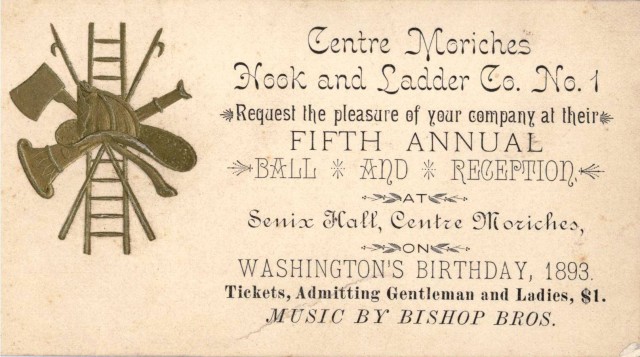 Centre Moriches
Hook and Ladder Co. No. 1
Request the pleasure of your company at their
FIFTH ANNUAL
BALL AND RECEPTION,
AT
Senix Hall, Centre Moriches,
ON
WASHINGTON'S BIRTHDAY, 1893.
Tickets, Admitting Gentleman and Ladies, $1.
MUSIC BY BISHOP BROS.